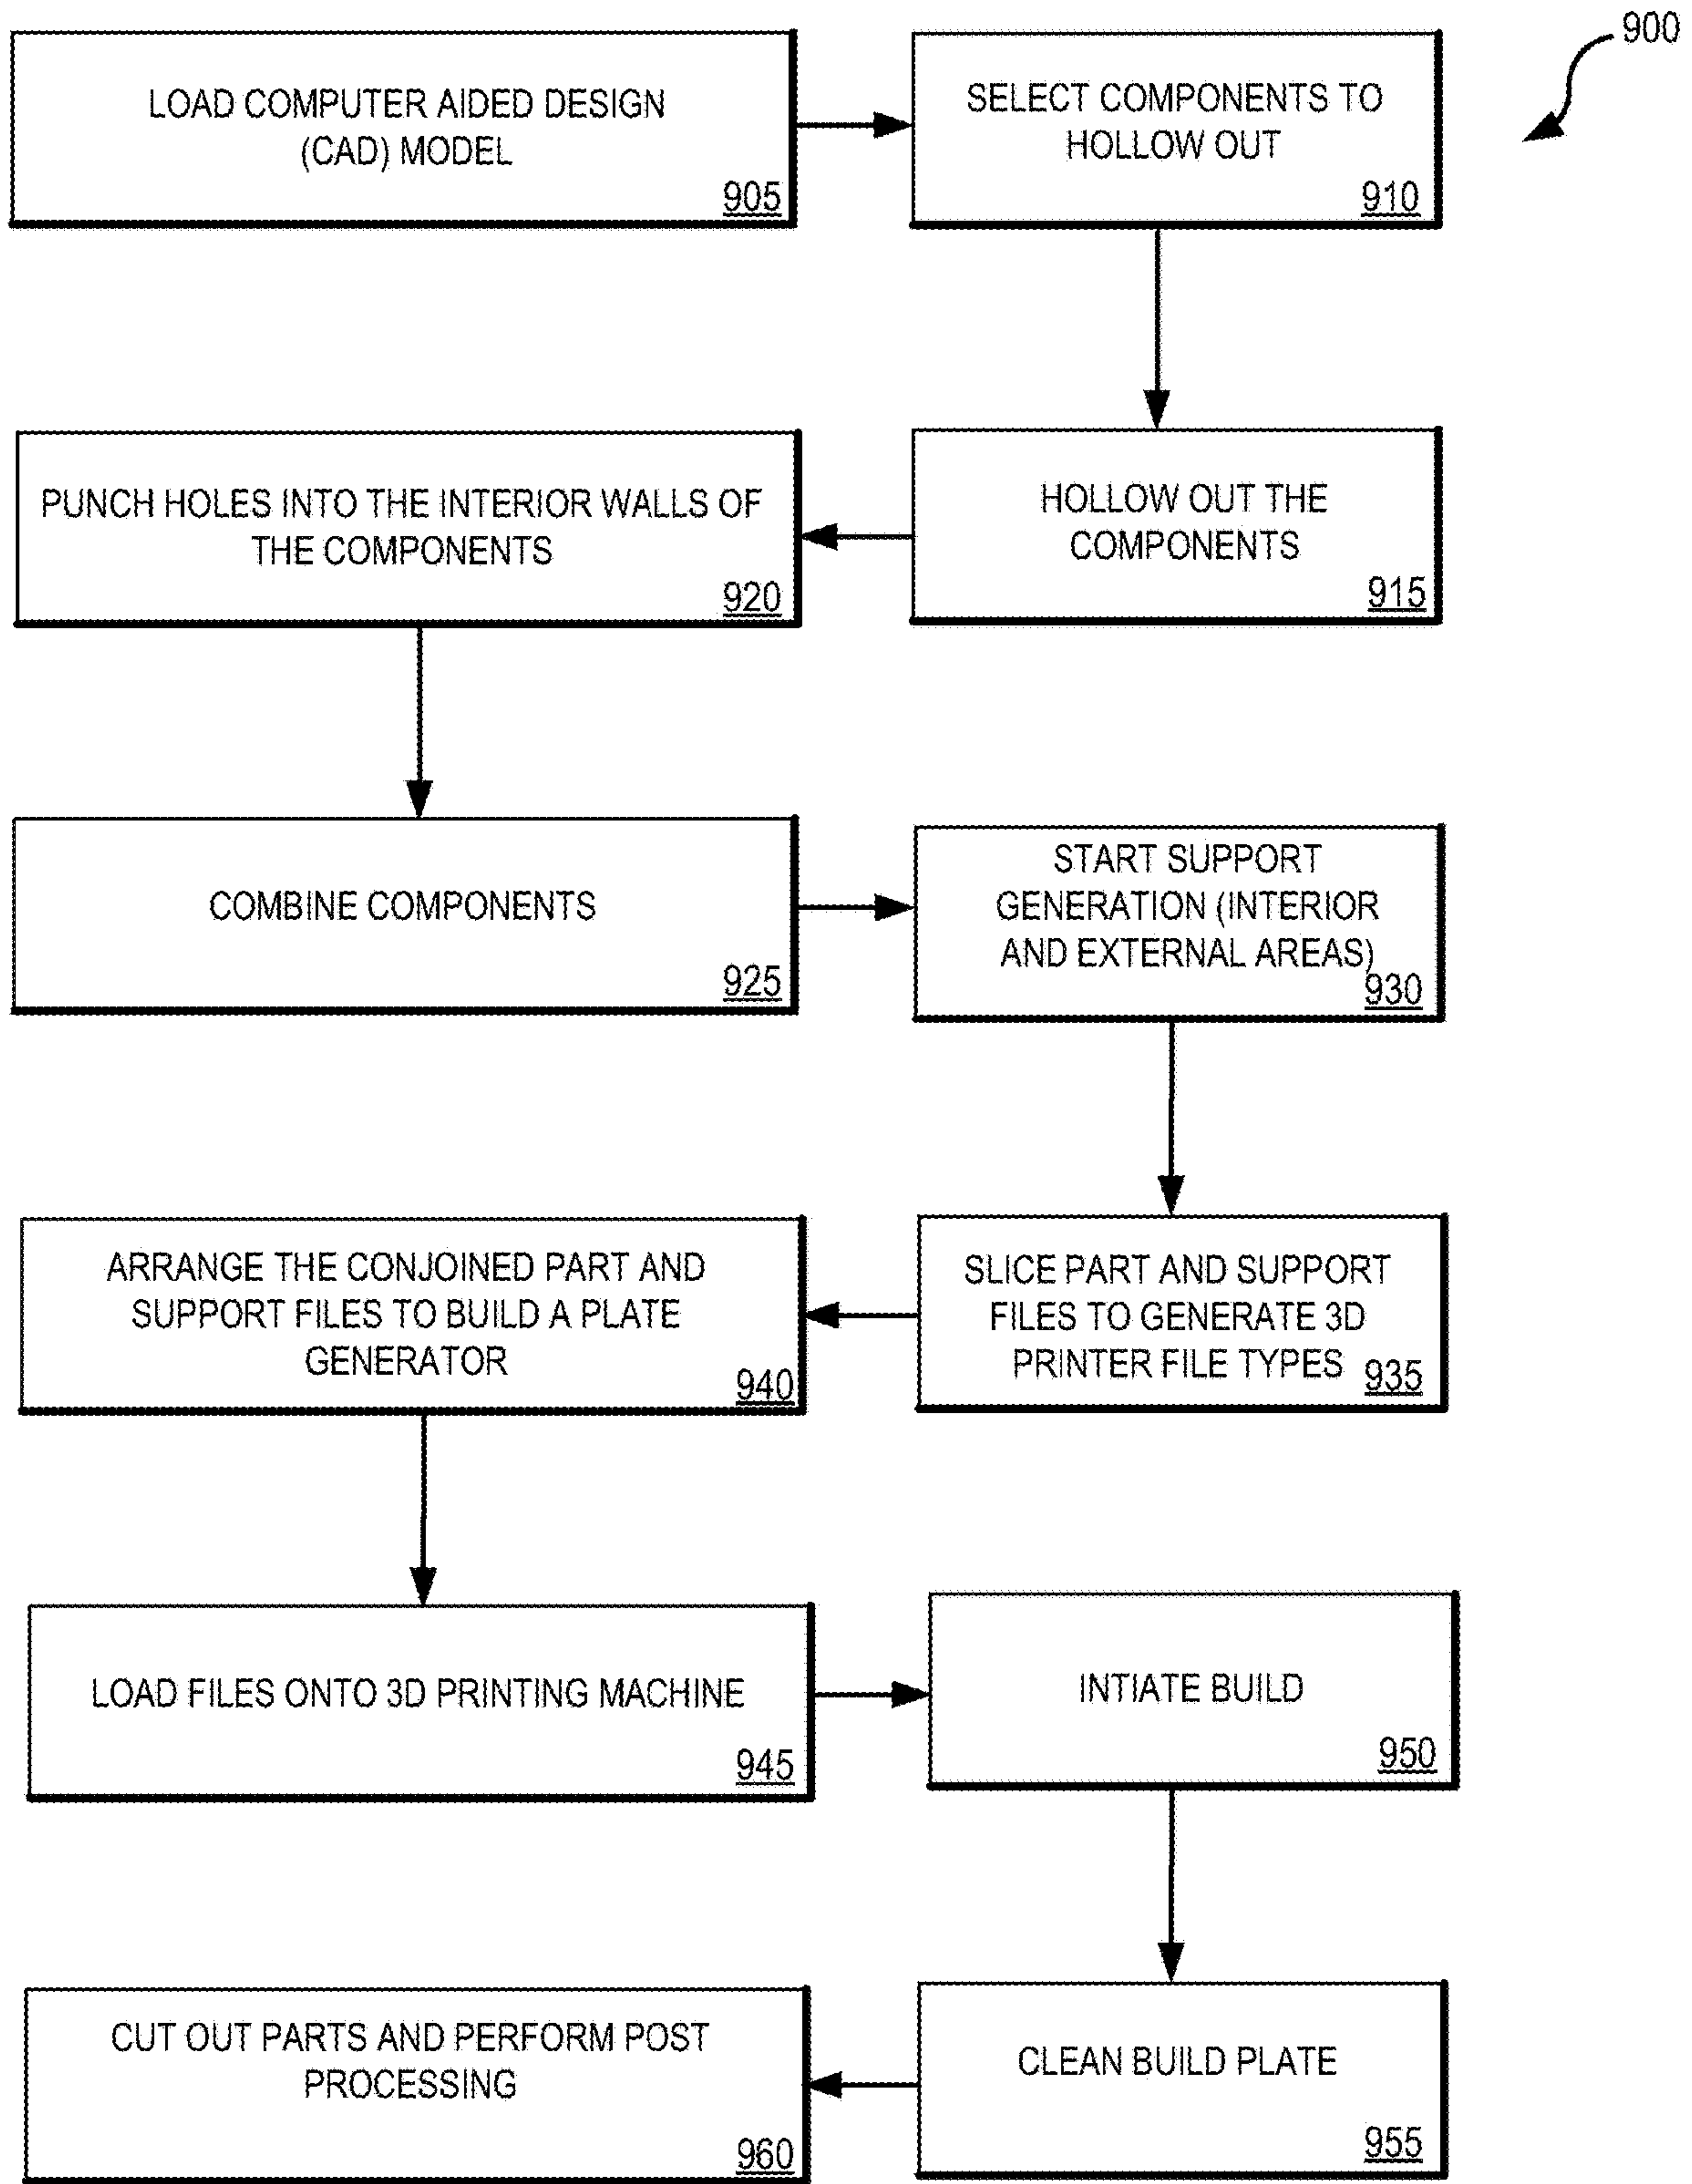 900
LOAD COMPUTER AIDED DESIGN
(CAD) MODEL
905
SELECT COMPONENTS TO
HOLLOW OUT
910
HOLLOW OUT THE
COMPONENTS
915
PUNCH HOLES INTO THE INTERIOR WALLS OF
THE COMPONENTS
920
COMBINE COMPONENTS
925
START SUPPORT
GENERATION (INTERIOR
AND EXTERNAL AREAS)
930
SLICE PART AND SUPPORT
FILES TO GENERATE 3D
PRINTER FILE TYPES
935
ARRANGE THE CONJOINED PART AND
SUPPORT FILES TO BUILD A PLATE
GENERATOR
940
LOAD FILES ONTO 3D PRINTING MACHINE
945
INTIATE BUILD
950
CLEAN BUILD PLATE
955
CUT OUT PARTS AND PERFORM POST
PROCESSING
960